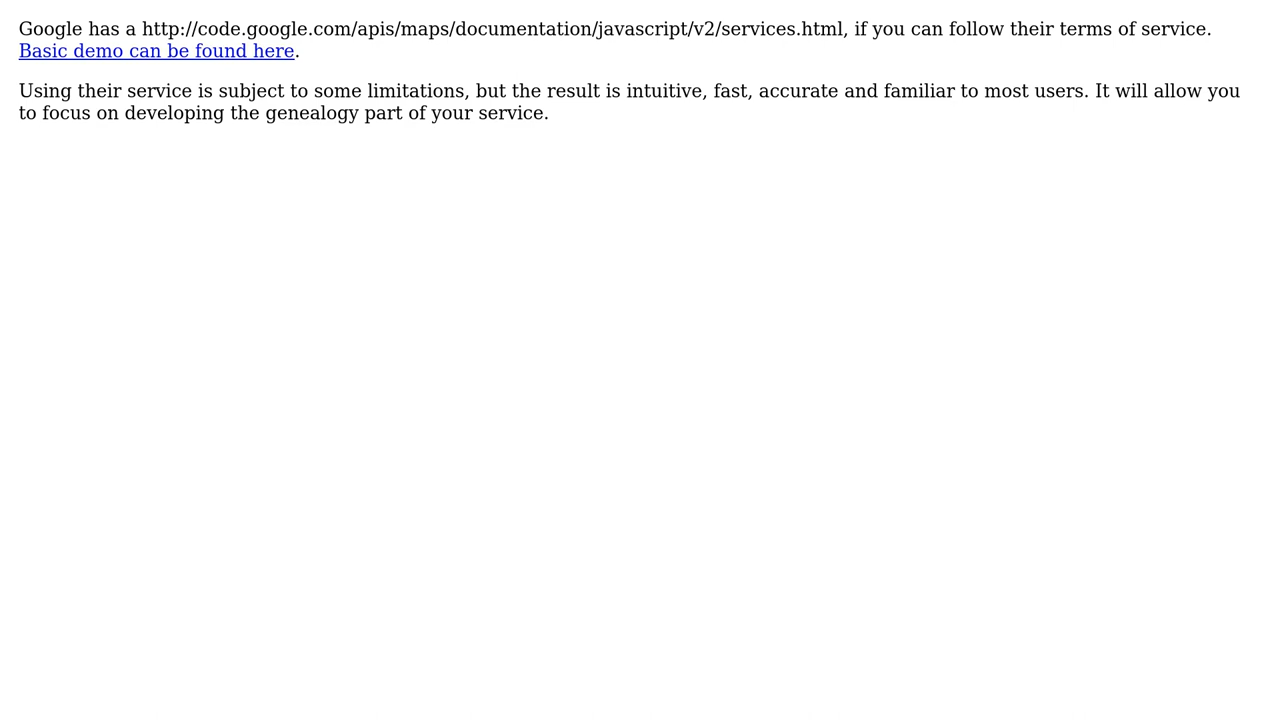 Google has a http://code.google.com/apis/maps/documentation/javascript/v2/services.html, if you can follow their terms of service.
Basic demo can be found here.
Using their service is subject to some limitations, but the result is intuitive, fast, accurate and familiar to most users. It will allow you
to focus on developing the genealogy part of your service.